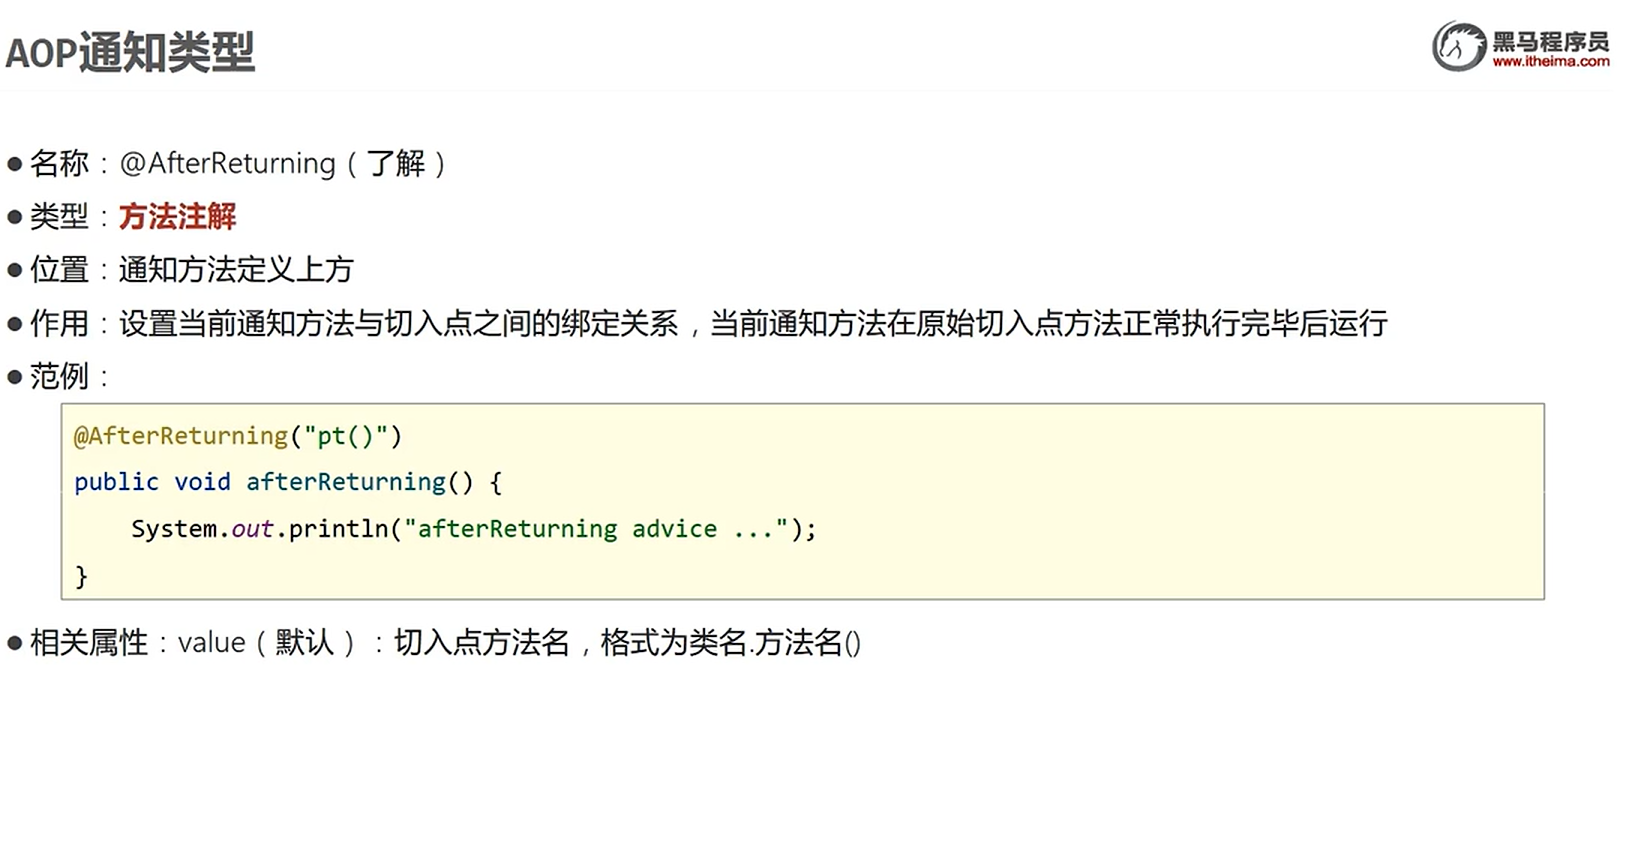 AOP通知类型
黑马程序员
www.itheima.com
● 名称：@AfterReturning（了解）
● 类型：方法注解
● 位置：通知方法定义上方
● 作用：设置当前通知方法与切入点之间的绑定关系，当前通知方法在原始切入点方法正常执行完毕后运行
● 范例：
@AfterReturning("pt()")
public void afterReturning() {
    System.out.println("afterReturning advice ...");
}
● 相关属性：value（默认）：切入点方法名，格式为类名.方法名()